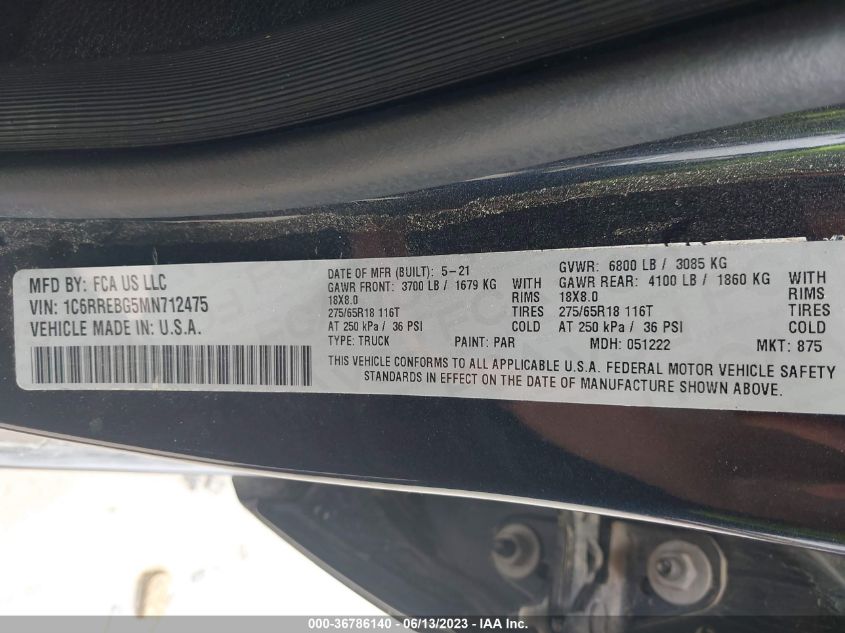 MFD BY: FCA US LLC
VIN: 1C6RREBG5MN712475
VEHICLE MADE IN: U.S.A.
DATE OF MFR (BUILT): 5-21
GVWR: 6800 LB / 3085 KG
GAWR FRONT: 3700 LB / 1679 KG WITH
GAWR REAR: 4100 LB / 1860 KG WITH
18X8.0 RIMS
18X8.0 RIMS
275/65R18 116T TIRES
275/65R18 116T TIRES
AT 250 kPa / 36 PSI COLD
AT 250 kPa / 36 PSI COLD
TYPE: TRUCK PAINT: PAR MDH: 051222 MKT: 875
THIS VEHICLE CONFORMS TO ALL APPLICABLE U.S.A. FEDERAL MOTOR VEHICLE SAFETY
STANDARDS IN EFFECT ON THE DATE OF MANUFACTURE SHOWN ABOVE.
000-36786140 - 06/13/2023 - IAA Inc.